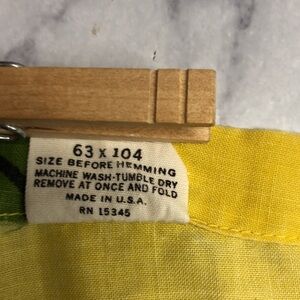 63 x 104
SIZE BEFORE HEMMING
MACHINE WASH-TUMBLE DRY
REMOVE AT ONCE AND FOLD
MADE IN U.S.A.
RN 15345